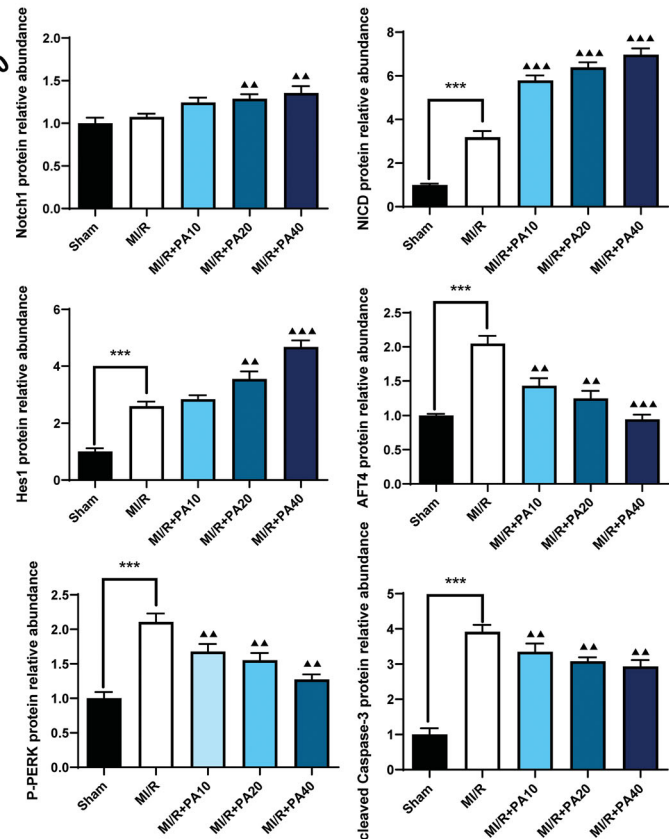 Notch1 protein relative abundance
2.0
1.5
1.0
0.5
0.0
▲▲
▲▲
Sham
MI/R
MI/R+PA10
MI/R+PA20
MI/R+PA40
NICD protein relative abundance
8
6
4
2
0
***
▲▲▲
▲▲▲
▲▲▲
Sham
MI/R
MI/R+PA10
MI/R+PA20
MI/R+PA40
Hes1 protein relative abundance
6
4
2
0
***
▲▲
▲▲▲
Sham
MI/R
MI/R+PA10
MI/R+PA20
MI/R+PA40
AFT4 protein relative abundance
2.5
2.0
1.5
1.0
0.5
0.0
***
▲▲
▲▲
▲▲▲
Sham
MI/R
MI/R+PA10
MI/R+PA20
MI/R+PA40
P-PERK protein relative abundance
2.5
2.0
1.5
1.0
0.5
0.0
***
▲▲
▲▲
▲▲
Sham
MI/R
MI/R+PA10
MI/R+PA20
MI/R+PA40
cleaved Caspase-3 protein relative abundance
5
4
3
2
1
0
***
▲▲
▲▲
▲▲
Sham
MI/R
MI/R+PA10
MI/R+PA20
MI/R+PA40